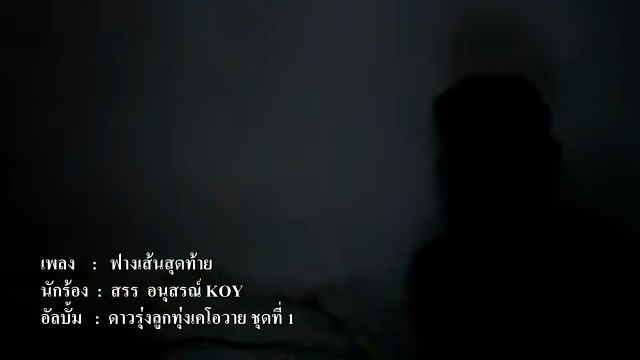 เพลง : ฟางเส้นสุดท้าย
นักร้อง : สรร อนุสรณ์ KOY
อัลบั้ม : ดาวรุ่งลูกทุ่งเคโอวาย ชุดที่ 1